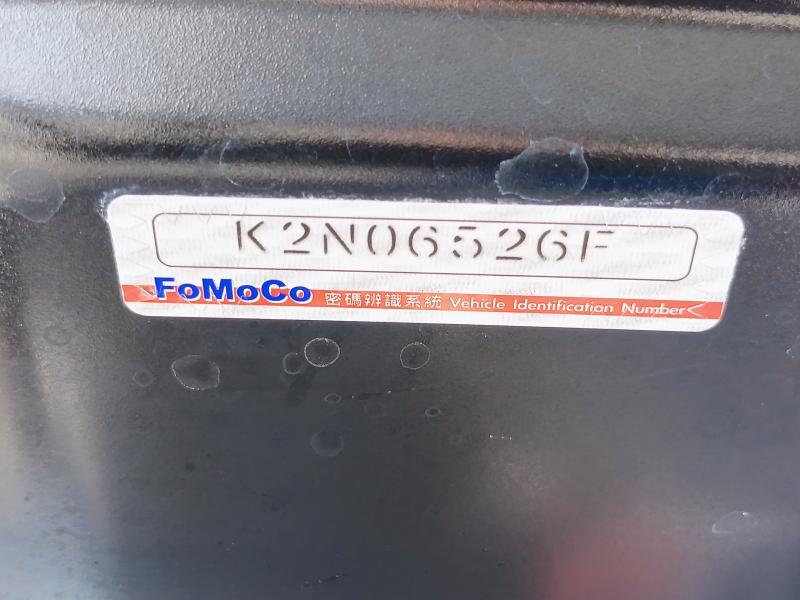 K2N06526F
FoMoCo 密碼辨識系統 Vehicle Identification Number